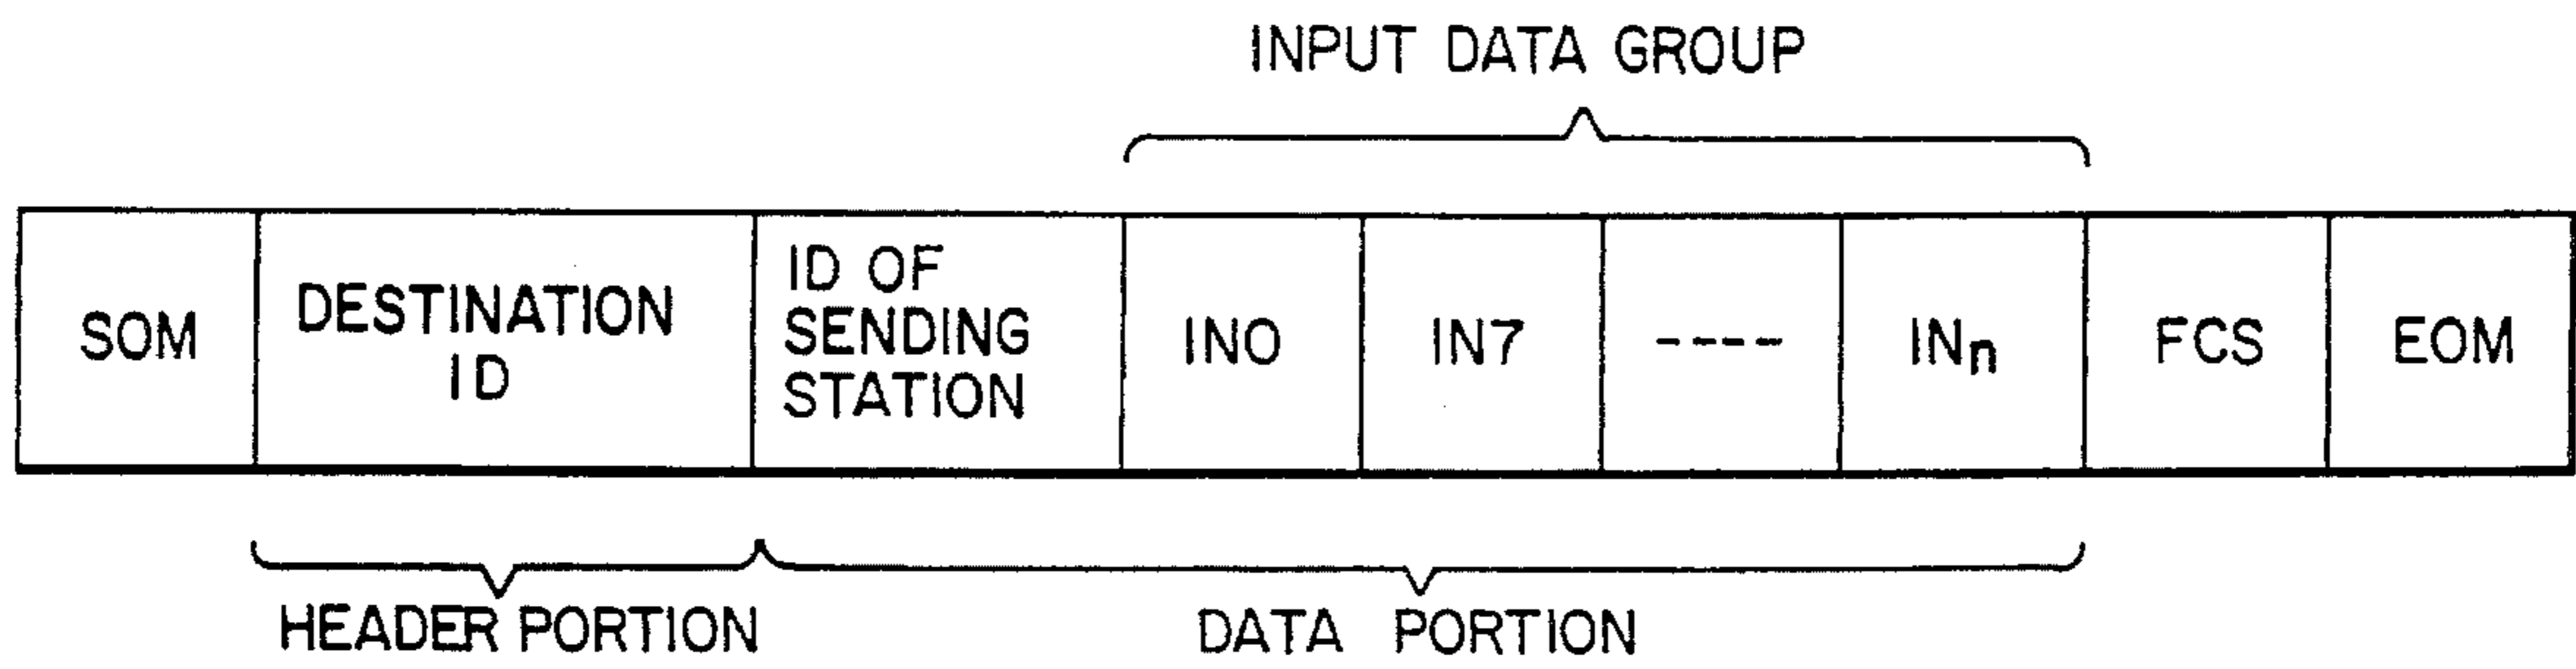 INPUT DATA GROUP
SOM
DESTINATION
ID
ID OF
SENDING
STATION
IN0
IN7
----
INn
FCS
EOM
HEADER PORTION
DATA PORTION